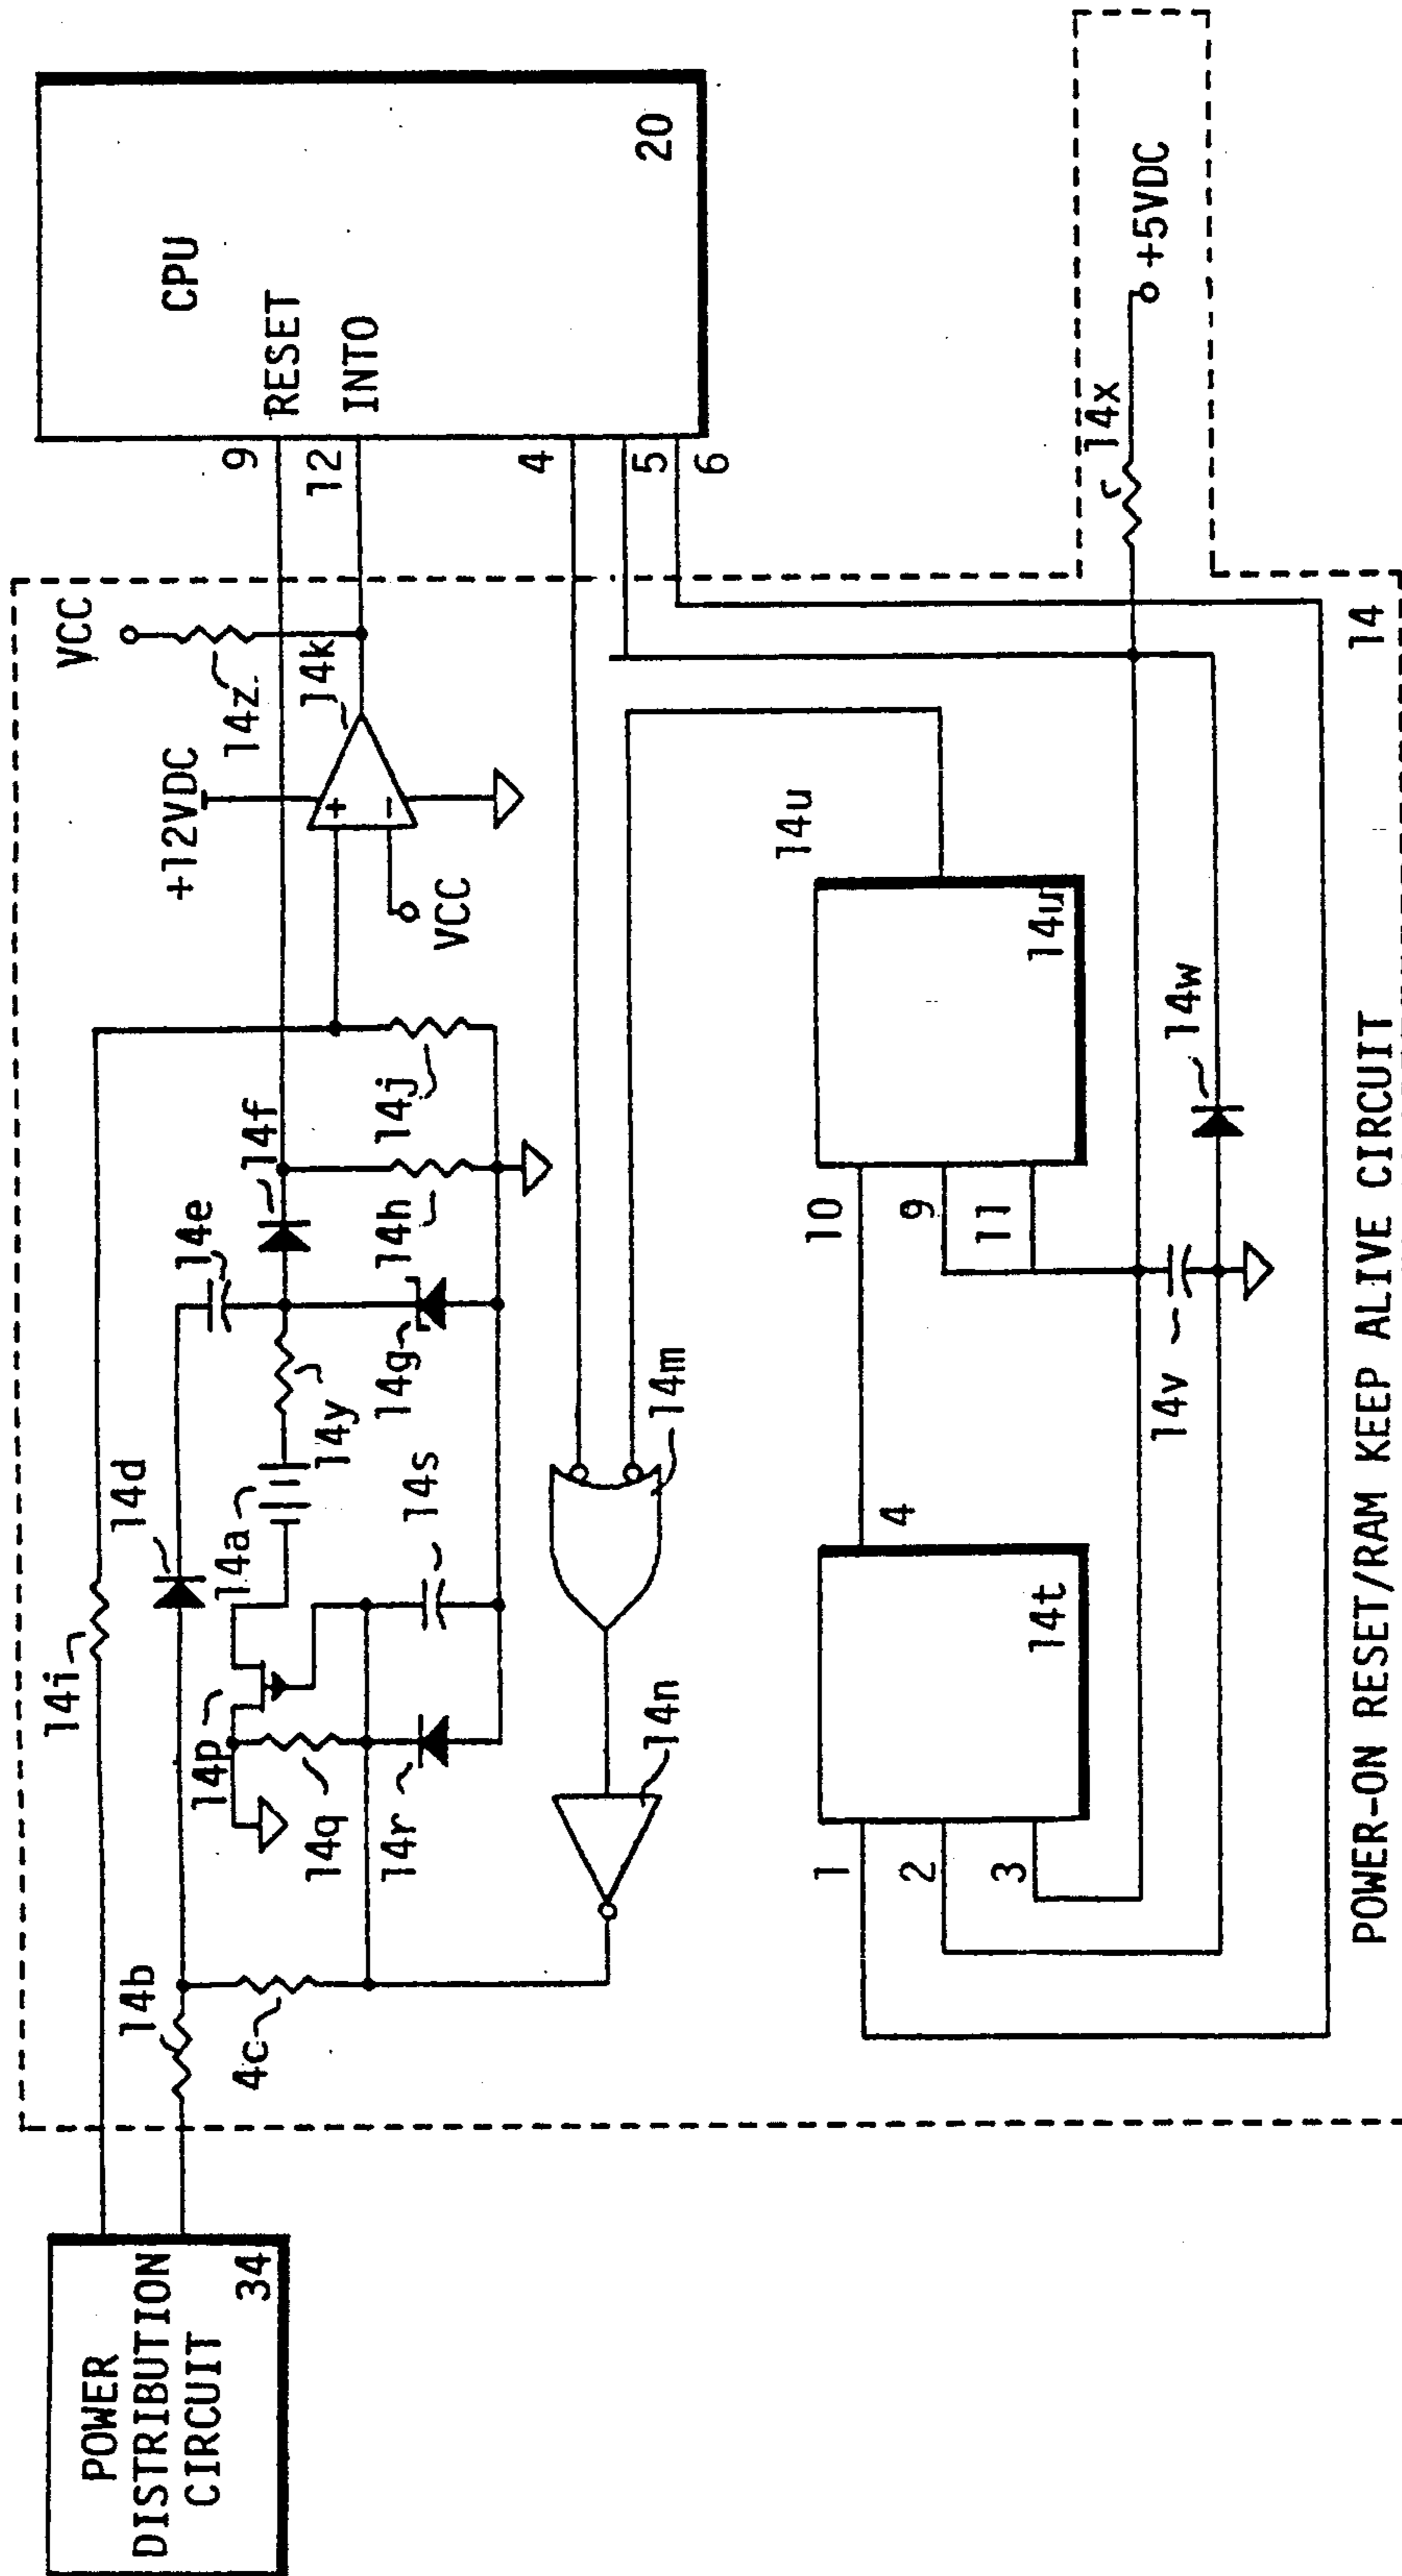 POWER
DISTRIBUTION
CIRCUIT
34
14i
14b
4c
14d
14p
14q
14r
14a
14y
14s
14e
14f
14g
14h
14j
+12VDC
VCC
14z
14k
+
-
VCC
CPU
RESET
INTO
20
9
12
4
5
6
14m
14n
14u
14u
10
9
11
4
14t
1
2
3
14v
14w
14x
+5VDC
14
POWER-ON RESET/RAM KEEP ALIVE CIRCUIT